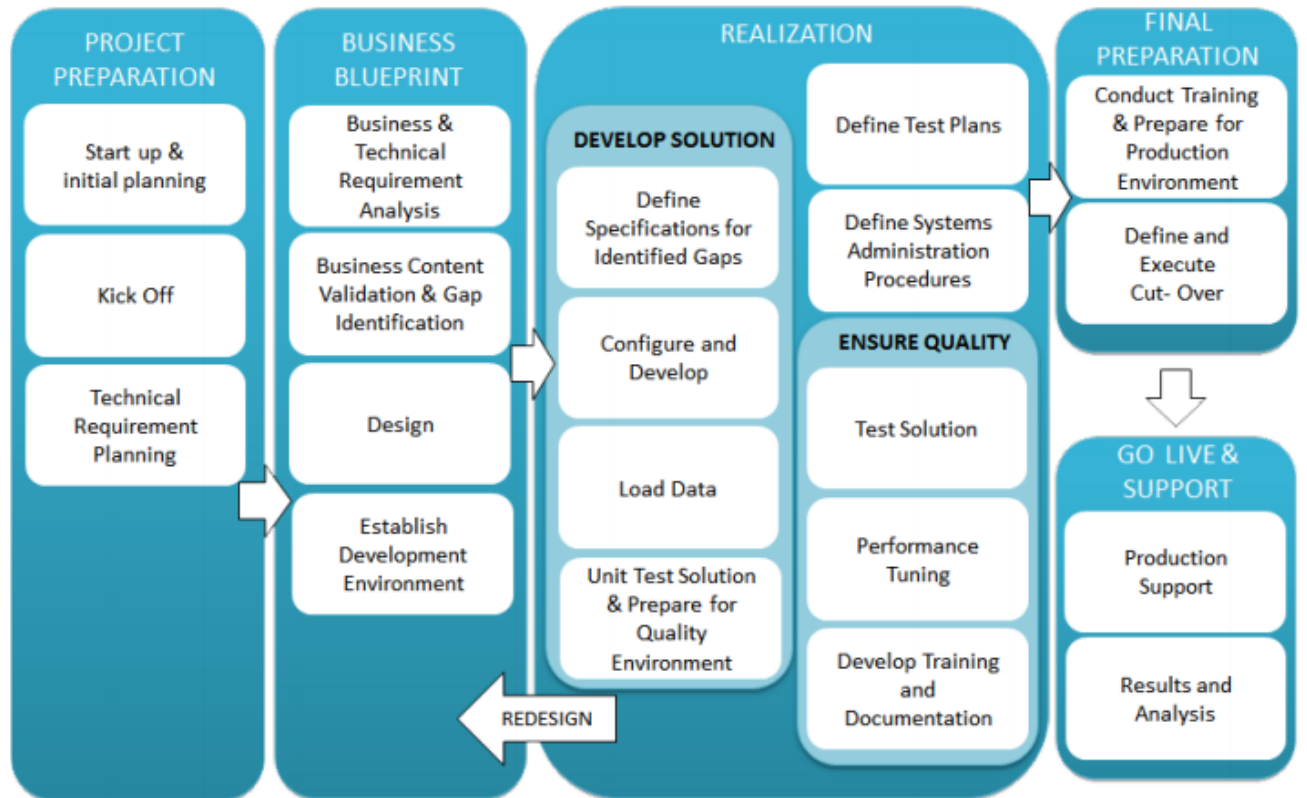 PROJECT
PREPARATION
Start up &
initial planning
Kick Off
Technical
Requirement
Planning
BUSINESS
BLUEPRINT
Business &
Technical
Requirement
Analysis
Business Content
Validation & Gap
Identification
Design
Establish
Development
Environment
REALIZATION
DEVELOP SOLUTION
Define
Specifications for
Identified Gaps
Configure and
Develop
Load Data
Unit Test Solution
& Prepare for
Quality
Environment
REDESIGN
Define Test Plans
Define Systems
Administration
Procedures
ENSURE QUALITY
Test Solution
Performance
Tuning
Develop Training
and
Documentation
FINAL
PREPARATION
Conduct Training
& Prepare for
Production
Environment
Define and
Execute
Cut- Over
GO LIVE &
SUPPORT
Production
Support
Results and
Analysis